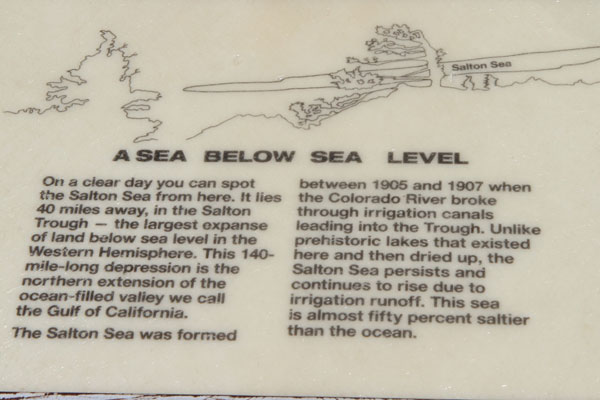 Salton Sea
A SEA BELOW SEA LEVEL
On a clear day you can spot
the Salton Sea from here. It lies
40 miles away, in the Salton
Trough — the largest expanse
of land below sea level in the
Western Hemisphere. This 140-
mile-long depression is the
northern extension of the
ocean-filled valley we call
the Gulf of California.
The Salton Sea was formed
between 1905 and 1907 when
the Colorado River broke
through irrigation canals
leading into the Trough. Unlike
prehistoric lakes that existed
here and then dried up, the
Salton Sea persists and
continues to rise due to
irrigation runoff. This sea
is almost fifty percent saltier
than the ocean.